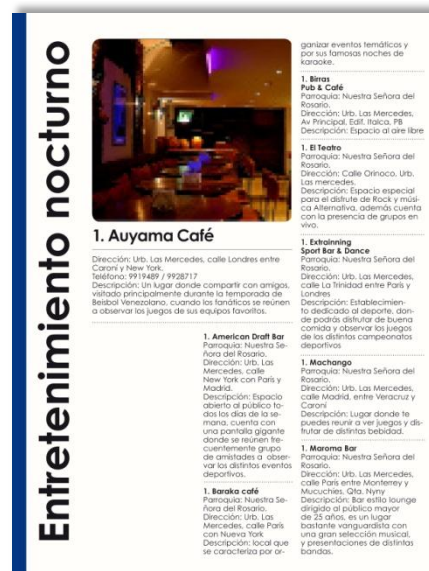 Entretenimiento nocturno
1. Auyama Café
Dirección: Urb. Las Mercedes, calle Londres entre
Caroní y New York.
Teléfono: 9919489 / 9928717
Descripción: Un lugar donde compartir con amigos,
visitado principalmente durante la temporada de
Beisbol Venezolano, cuando los fanáticos se reúnen
a observar los juegos de sus equipos favoritos.
1. American Draft Bar
Parroquia: Nuestra Se-
ñora del Rosario.
Dirección: Urb. Las
Mercedes, calle
New York con París y
Madrid.
Descripción: Espacio
abierto al público to-
dos los días de la se-
mana, cuenta con
una pantalla gigante
donde se reúnen fre-
cuentemente grupo
de amistades a obser-
var los distintos eventos
deportivos.
1. Baraka café
Parroquia: Nuestra Se-
ñora del Rosario.
Dirección: Urb. Las
Mercedes, calle París
con Nueva York
Descripción: local que
se caracteriza por or-
ganizar eventos temáticos y
por sus famosas noches de
karaoke.
1. Birras
Pub & Café
Parroquia: Nuestra Señora del
Rosario.
Dirección: Urb. Las Mercedes,
Av Principal, Edif. Italca, PB
Descripción: Espacio al aire libre
1. El Teatro
Parroquia: Nuestra Señora del
Rosario.
Dirección: Calle Orinoco, Urb.
Las mercedes.
Descripción: Espacio especial
para el disfrute de Rock y músi-
ca Alternativa, además cuenta
con la presencia de grupos en
vivo.
1. Extrainning
Sport Bar & Dance
Parroquia: Nuestra Señora del
Rosario.
Dirección: Urb. Las Mercedes,
calle La Trinidad entre París y
Londres
Descripción: Establecimien-
to dedicado al deporte, don-
de podrás disfrutar de buena
comida y observar los juegos
de los distintos campeonatos
deportivos
1. Machango
Parroquia: Nuestra Señora del
Rosario.
Dirección: Urb. Las Mercedes,
calle Madrid, entre Veracruz y
Caroni
Descripción: Lugar donde te
puedes reunir a ver juegos y dis-
frutar de distintas bebidad.
1. Maroma Bar
Parroquia: Nuestra Señora del
Rosario.
Dirección: Urb. Las Mercedes,
calle Paris entre Monterrey y
Mucuchies, Qta. Nyny
Descripción: Bar estilo lounge
dirigido al público mayor
de 25 años, es un lugar
bastante vanguardista con
una gran selección musical,
y presentaciones de distintas
bandas.